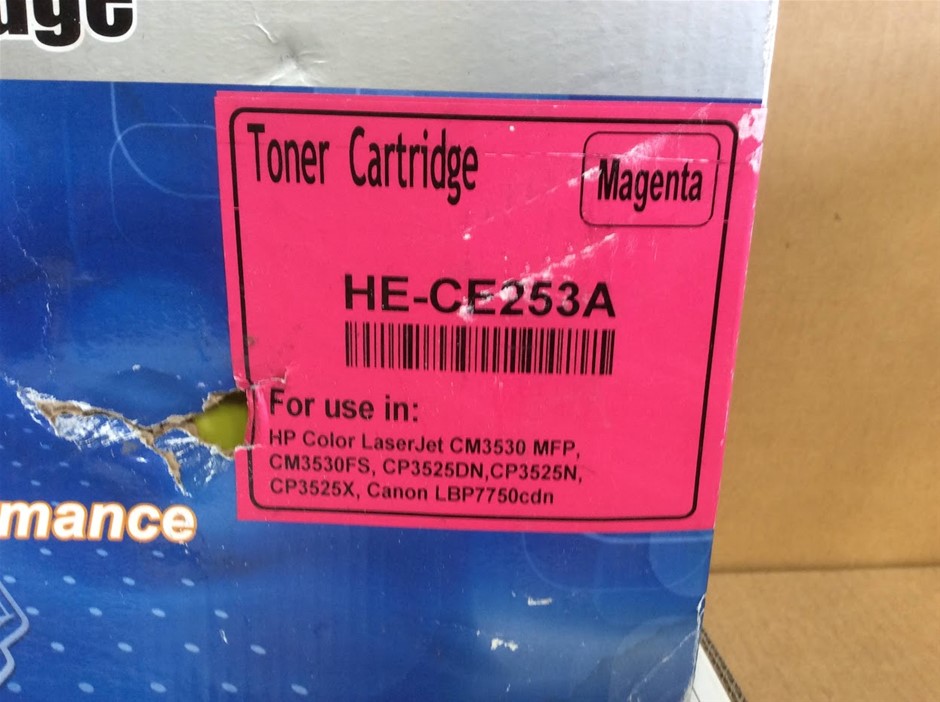 Toner Cartridge
Magenta
HE-CE253A
For use in:
HP Color LaserJet CM3530 MFP,
CM3530FS, CP3525DN,CP3525N,
CP3525X, Canon LBP7750cdn
mance